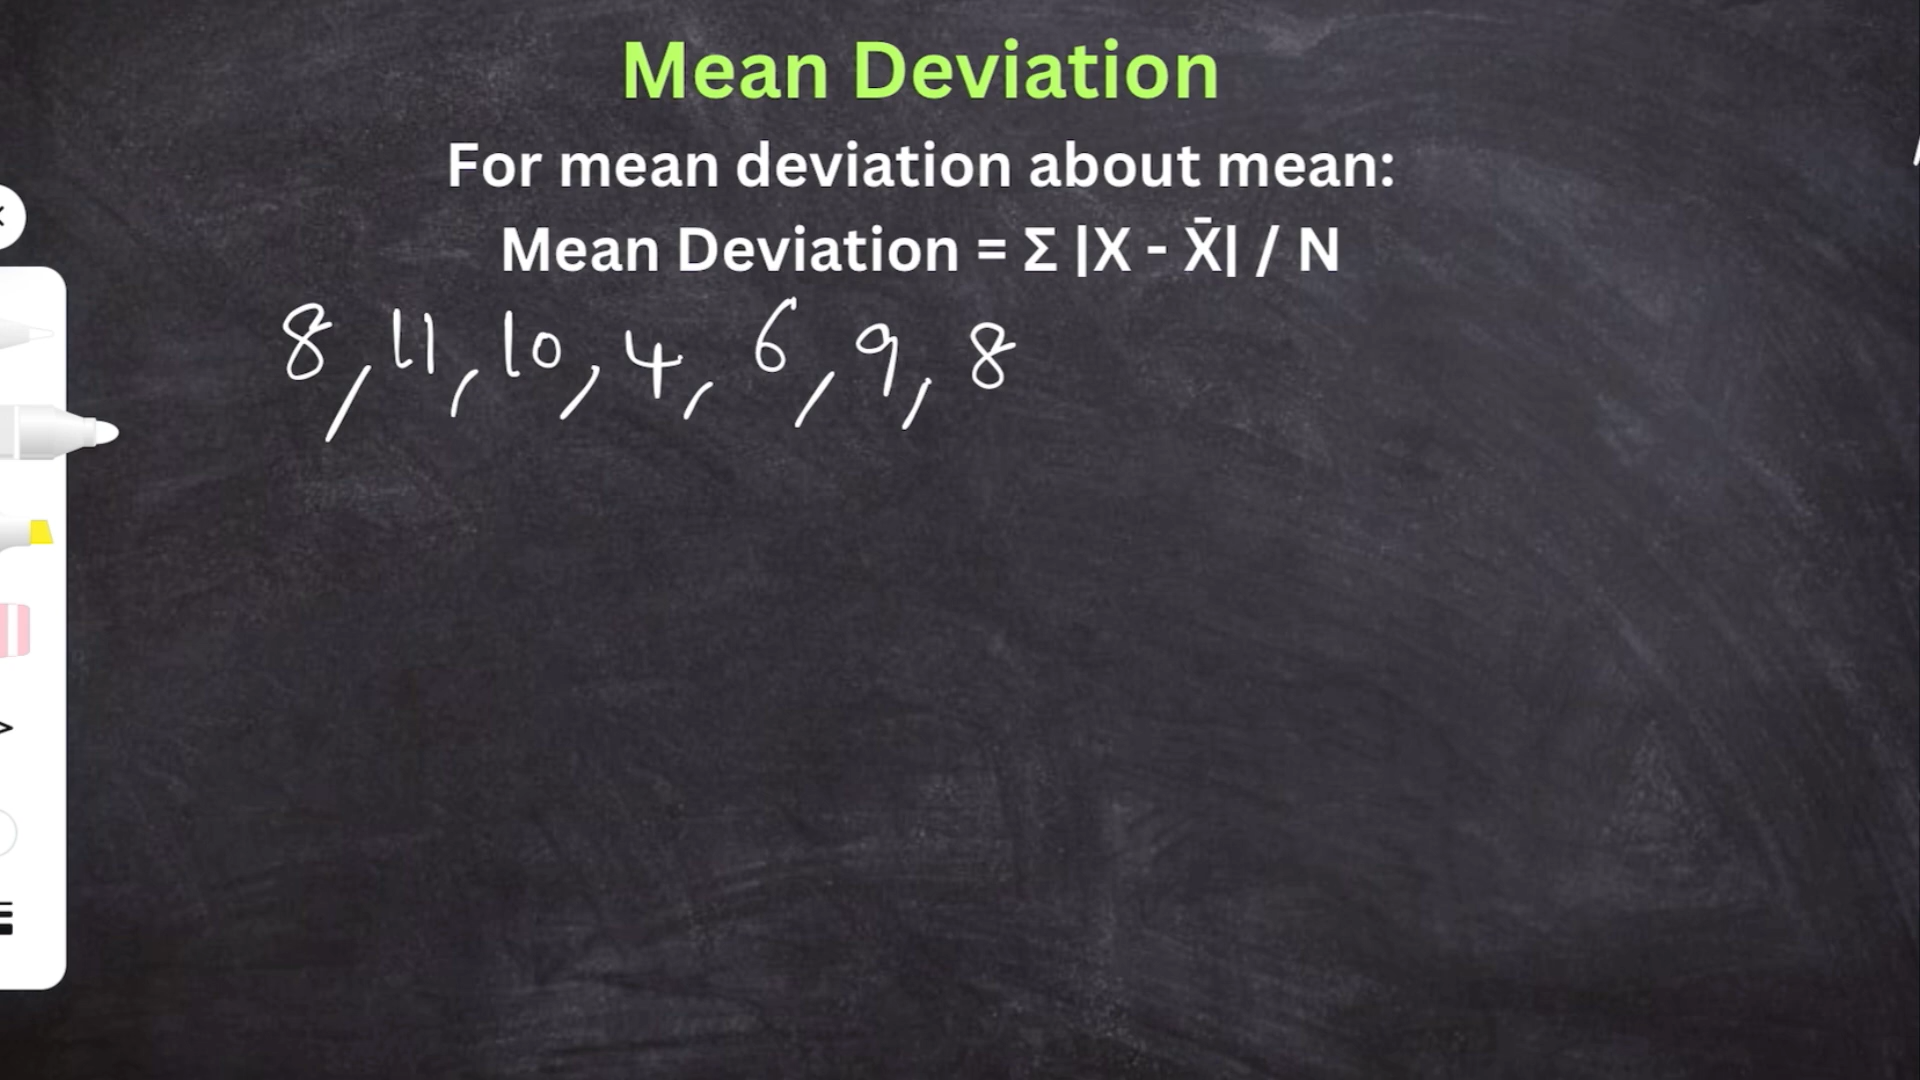 Mean Deviation
For mean deviation about mean:
Mean Deviation = Σ |X - X̄| / N
8, 11, 10, 4, 6, 9, 8